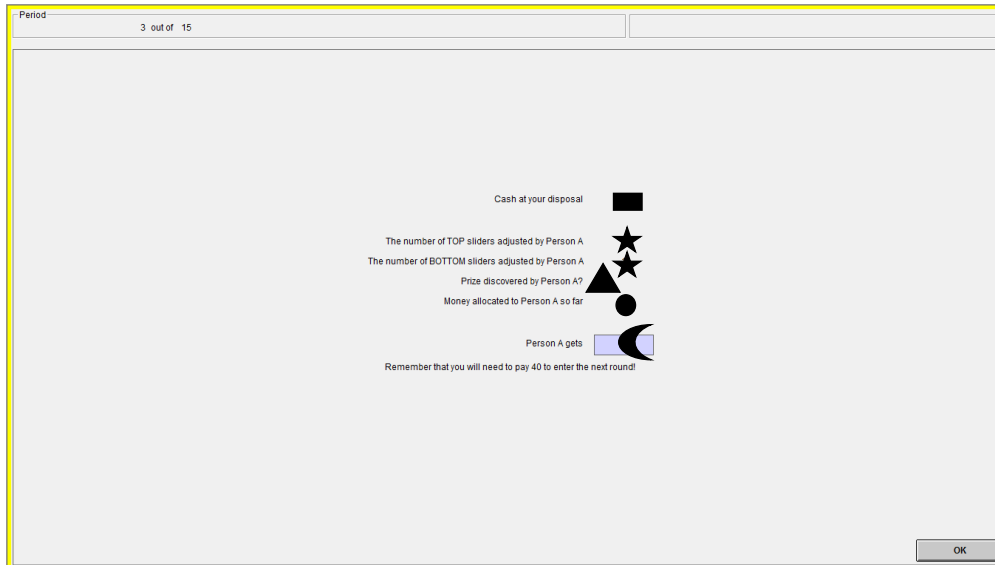 Period
3 out of 15
Cash at your disposal
The number of TOP sliders adjusted by Person A
The number of BOTTOM sliders adjusted by Person A
Prize discovered by Person A?
Money allocated to Person A so far
Person A gets
Remember that you will need to pay 40 to enter the next round!
OK